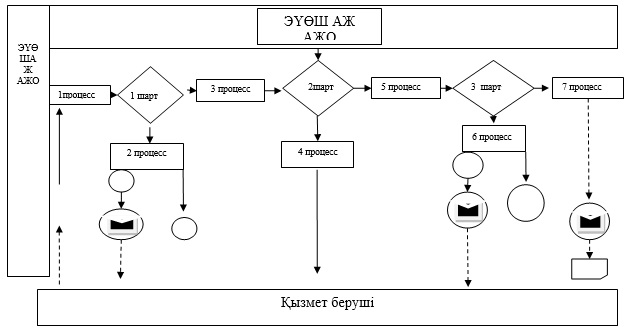 ЭҮӨШ АЖ
АЖО
ЭҮӨ
ША
Ж
АЖО
1процесс
1 шарт
3 процесс
2шарт
5 процесс
3 шарт
7 процесс
2 процесс
4 процесс
6 процесс
Қызмет беруші